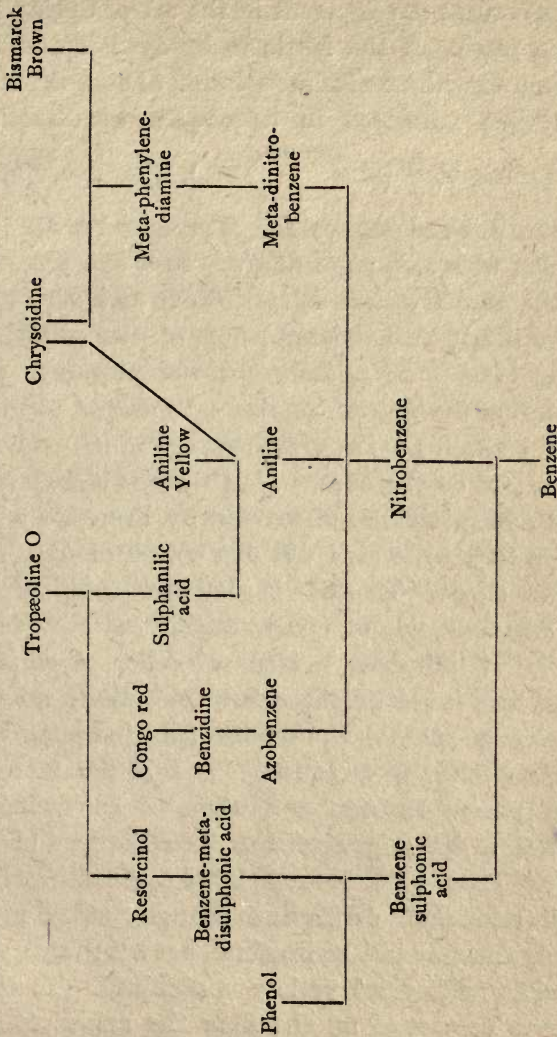 Bismarck
Brown
Chrysoidine
Tropæoline O
Meta-phenylene-
diamine
Aniline
Yellow
Sulphanilic
acid
Congo red
Resorcinol
Benzidine
Benzene-meta-
disulphonic acid
Meta-dinitro-
benzene
Aniline
Azobenzene
Phenol
Nitrobenzene
Benzene
sulphonic
acid
Benzene